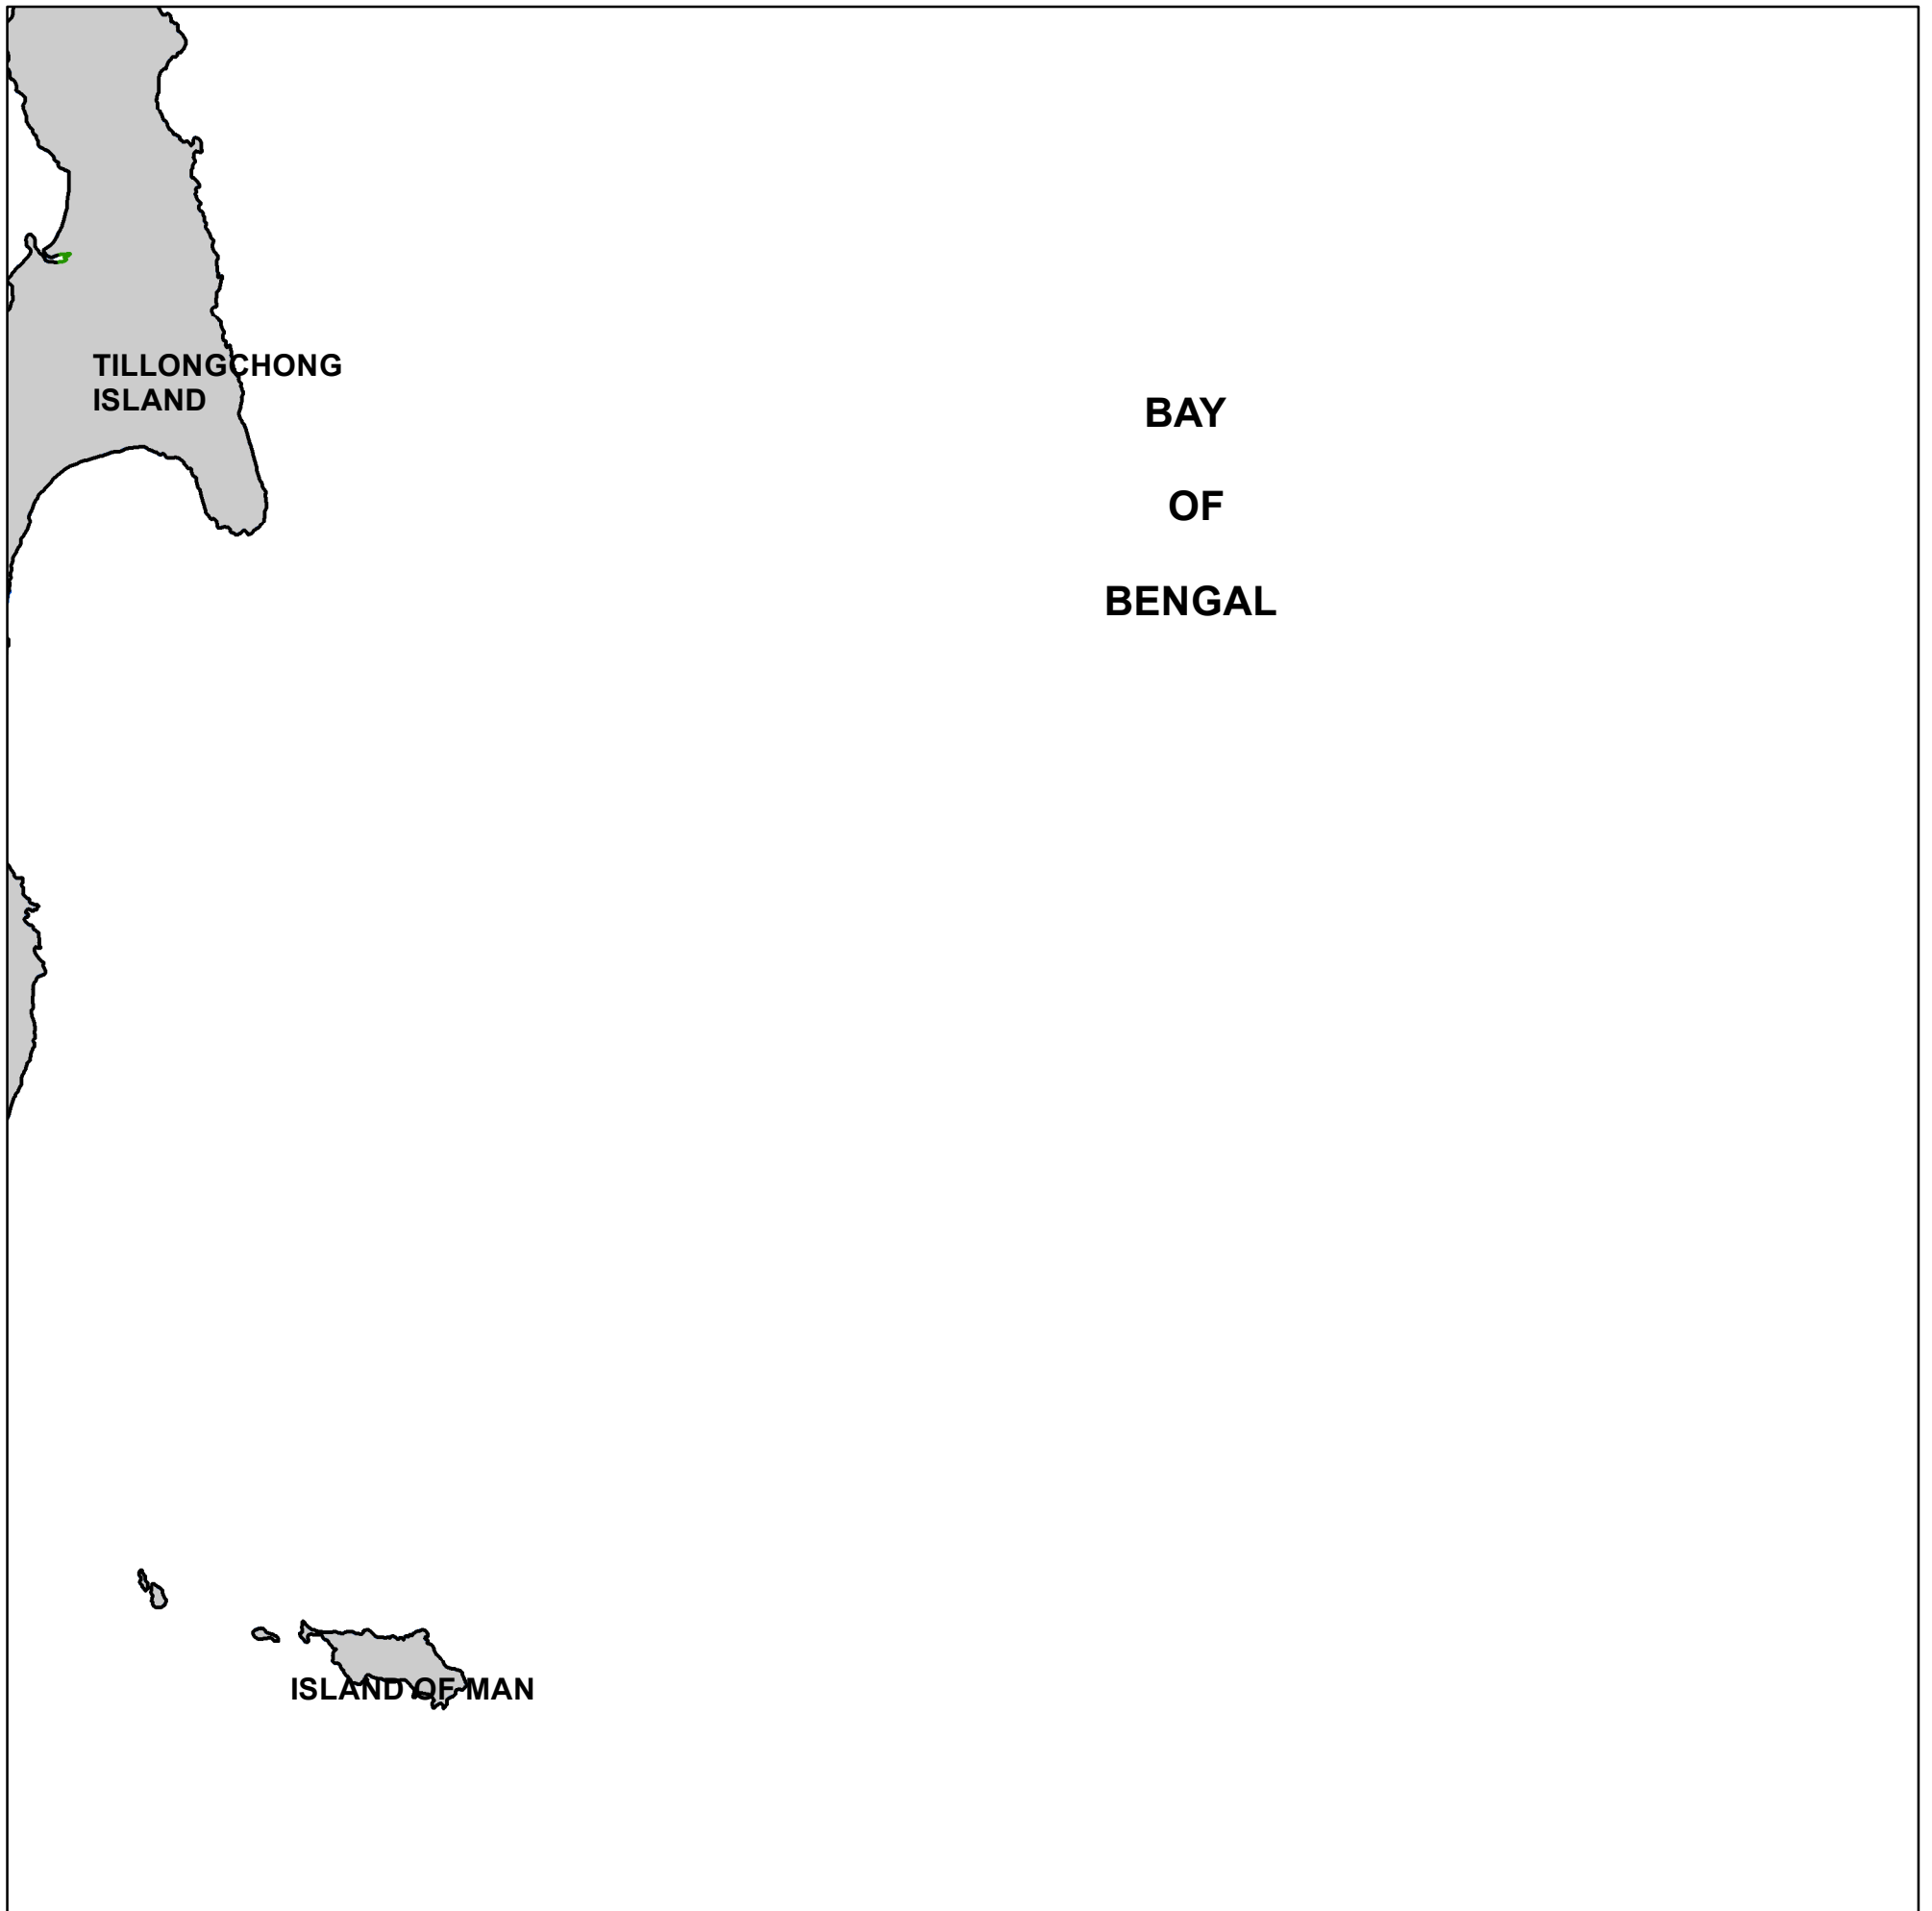 TILLONGCHONG
ISLAND
BAY
OF
BENGAL
ISLAND OF MAN